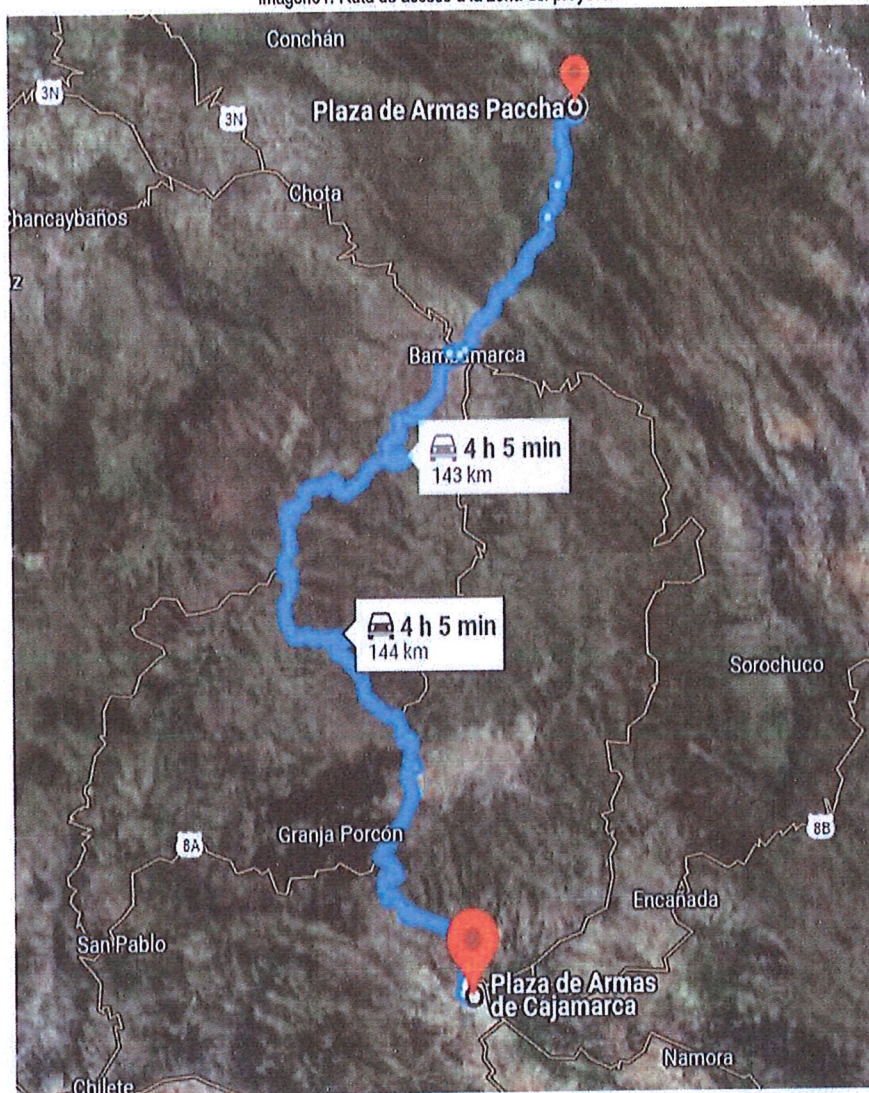 Conchán
3N
Plaza de Armas Paccha
3N
Chota
Chancaybaños
Bambamarca
4 h 5 min
143 km
4 h 5 min
144 km
Sorochuco
Granja Porcón
8A
8B
Encañada
San Pablo
Plaza de Armas
de Cajamarca
Namora
Chilete